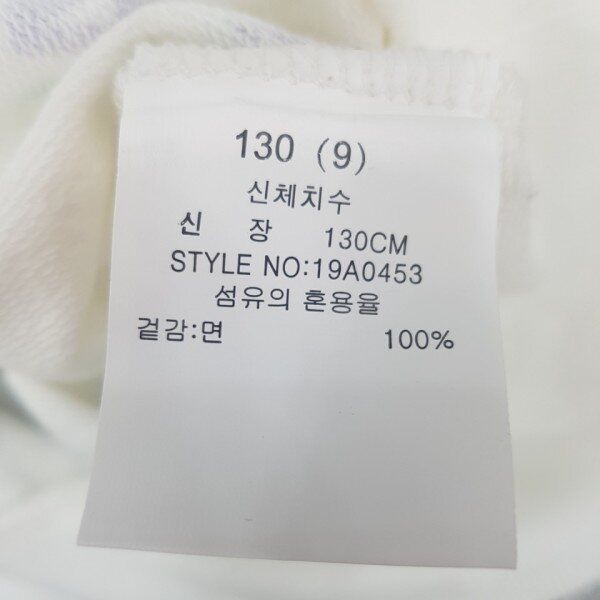 130 (9)
신체치수
신 장 130CM
STYLE NO:19A0453
섬유의 혼용율
겉감:면 100%